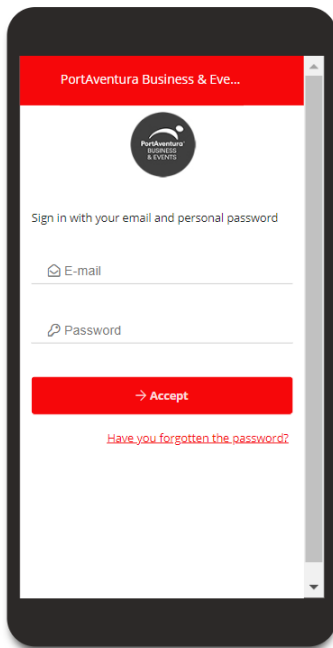 PortAventura Business & Eve...
PortAventura
BUSINESS
& EVENTS
Sign in with your email and personal password
E-mail
Password
Accept
Have you forgotten the password?